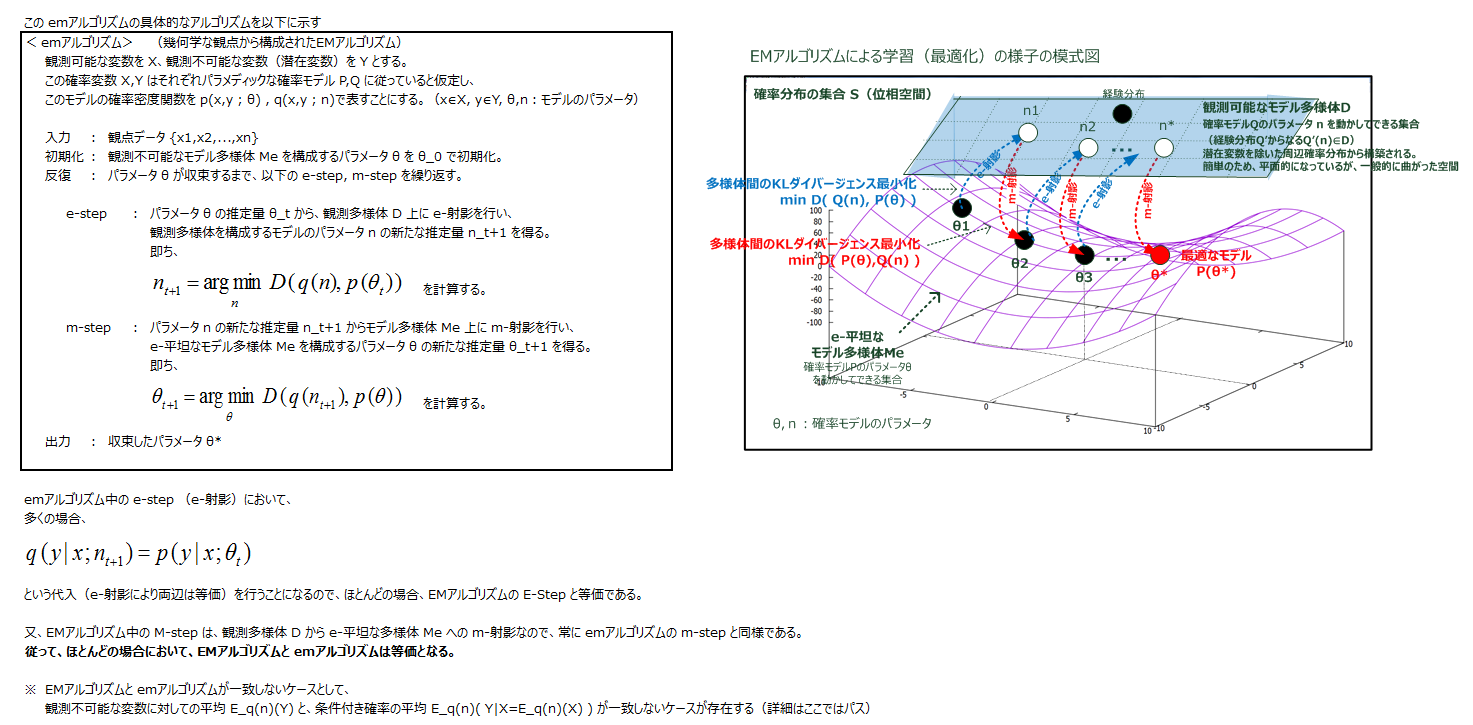 この emアルゴリズムの具体的なアルゴリズムを以下に示す
＜ emアルゴリズム＞ （幾何学な観点から構成されたEMアルゴリズム）
観測可能な変数を X、観測不可能な変数（潜在変数）を Y とする。
この確率変数 X,Y はそれぞれパラメディックな確率モデル P,Q に従っていると仮定し、
このモデルの確率密度関数を p(x,y ; θ) , q(x,y ; n)で表すことにする。（x∈X, y∈Y, θ,n : モデルのパラメータ）
入力 ： 観点データ {x1,x2,...,xn}
初期化 ： 観測不可能なモデル多様体 Me を構成するパラメータ θ を θ_0 で初期化。
反復 ： パラメータ θ が収束するまで、以下の e-step, m-step を繰り返す。
e-step ： パラメータ θ の推定量 θ_t から、観測多様体 D 上に e-射影を行い、
観測多様体を構成するモデルのパラメータ n の新たな推定量 n_t+1 を得る。
即ち、
n_{t+1} = arg min_n D(q(n), p(θ_t)) を計算する。
m-step ： パラメータ n の新たな推定量 n_t+1 からモデル多様体 Me 上に m-射影を行い、
e-平坦なモデル多様体 Me を構成するパラメータ θ の新たな推定量 θ_t+1 を得る。
即ち、
θ_{t+1} = arg min_θ D(q(n_{t+1}), p(θ)) を計算する。
出力 ： 収束したパラメータ θ*
emアルゴリズム中の e-step （e-射影）において、
多くの場合、
q(y|x;n_{t+1}) = p(y|x;θ_t)
という代入（e-射影により両辺は等価）を行うことになるので、ほとんどの場合、EMアルゴリズムの E-Step と等価である。
又、EMアルゴリズム中の M-step は、観測多様体 D から e-平坦な多様体 Me への m-射影なので、常に emアルゴリズムの m-step と同様である。
従って、ほとんどの場合において、EMアルゴリズムと emアルゴリズムは等価となる。
※ EMアルゴリズムと emアルゴリズムが一致しないケースとして、
観測不可能な変数に対しての平均 E_q(n)(Y) と、条件付き確率の平均 E_q(n)( Y|X=E_q(n)(X) ) が一致しないケースが存在する（詳細はここではパス）
EMアルゴリズムによる学習（最適化）の様子の模式図
確率分布の集合 S（位相空間）
経験分布
n1
n2
n*
...
観測可能なモデル多様体D
確率モデルQのパラメータ n を動かしてできる集合
（経験分布Q'からなるQ'(n)∈D）
潜在変数を除いた周辺確率分布から構築される。
簡単のため、平面的になっているが、一般的に曲がった空間
e-射影
m-射影
e-射影
m-射影
e-射影
m-射影
多様体間のKLダイバージェンス最小化
min D( Q(n), P(θ) )
多様体間のKLダイバージェンス最小化
min D( P(θ),Q(n) )
θ1
θ2
θ3
...
θ*
最適なモデル
P(θ*)
100
80
60
40
20
0
-20
-40
-60
-80
-100
e-平坦な
モデル多様体Me
確率モデルPのパラメータθ
を動かしてできる集合
-10
-5
0
5
10
-10
-5
0
5
10
θ, n : 確率モデルのパラメータ